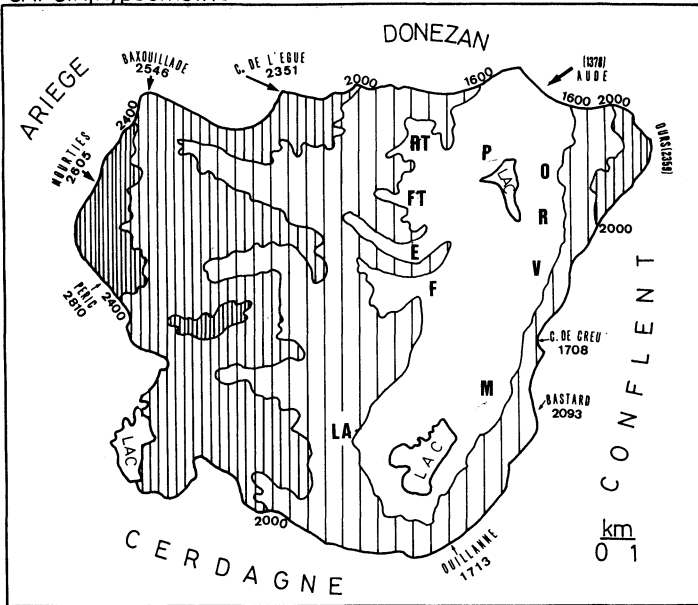 DONEZAN
BAXOUILLADE
2546
C. DE L'EGUE
2351
(1378)
AUDE
ARIEGE
2000
1600
1600
2000
2400
MOURTIES
2605
OURS(2359)
RT
P
LAC
O
FT
R
2000
E
V
F
PERIC
2810
2400
C. DE CREU
1708
M
BASTARD
2093
LA
LAC
LAC
CONFLENT
2000
CERDAGNE
QUILLANNE
1713
km
0 1